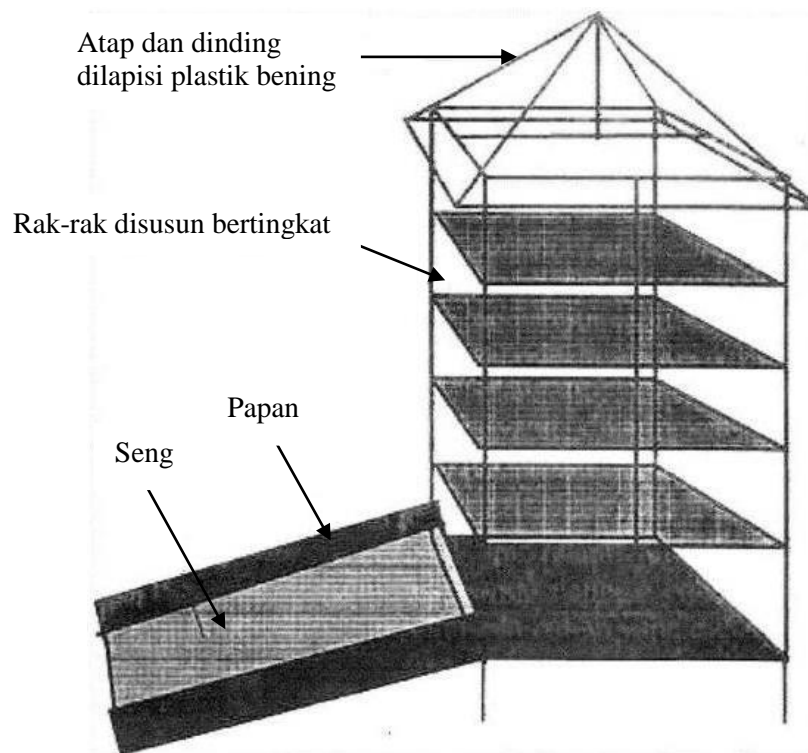 Atap dan dinding
dilapisi plastik bening
Rak-rak disusun bertingkat
Papan
Seng